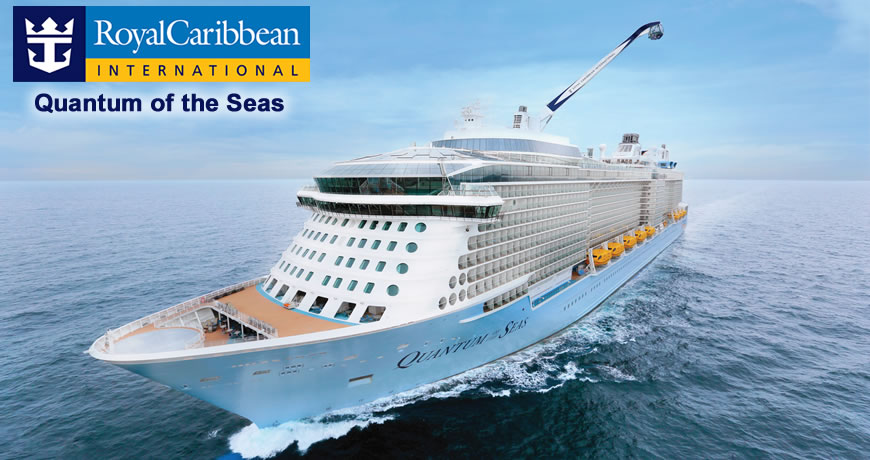 RoyalCaribbean
INTERNATIONAL
Quantum of the Seas
QUANTUM OF THE SEAS